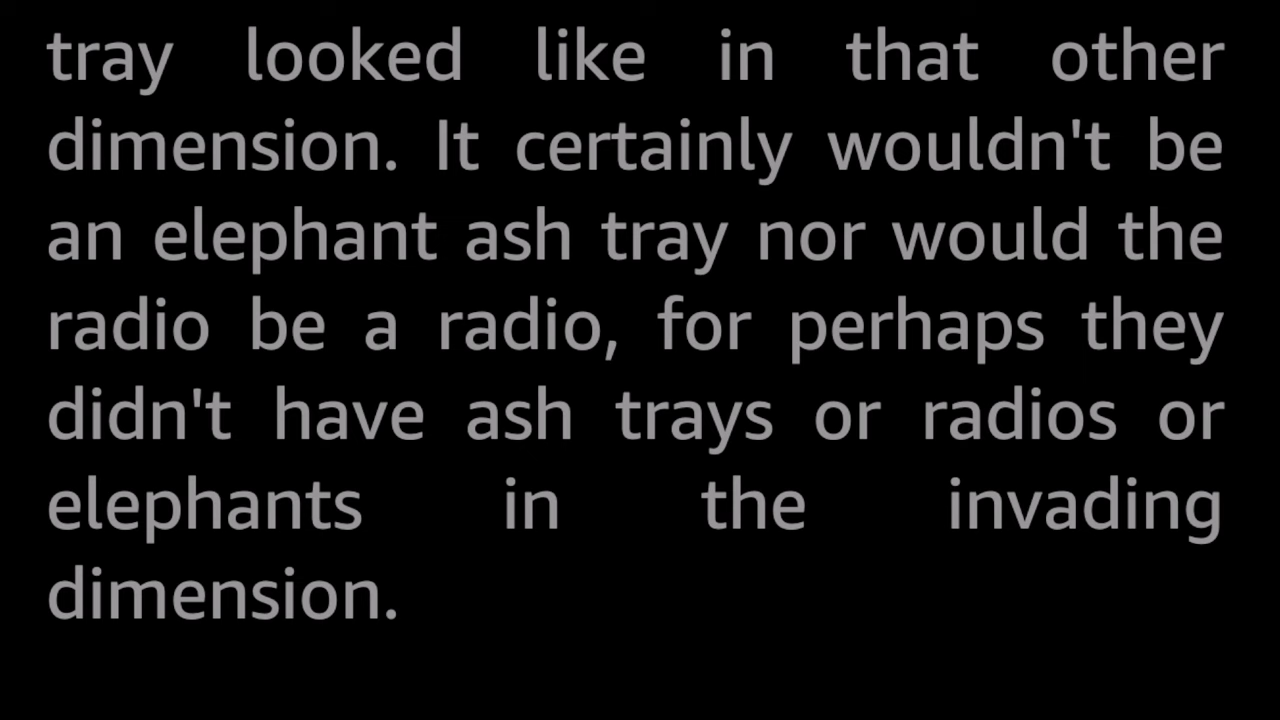 tray looked like in that other
dimension. It certainly wouldn't be
an elephant ash tray nor would the
radio be a radio, for perhaps they
didn't have ash trays or radios or
elephants in the invading
dimension.